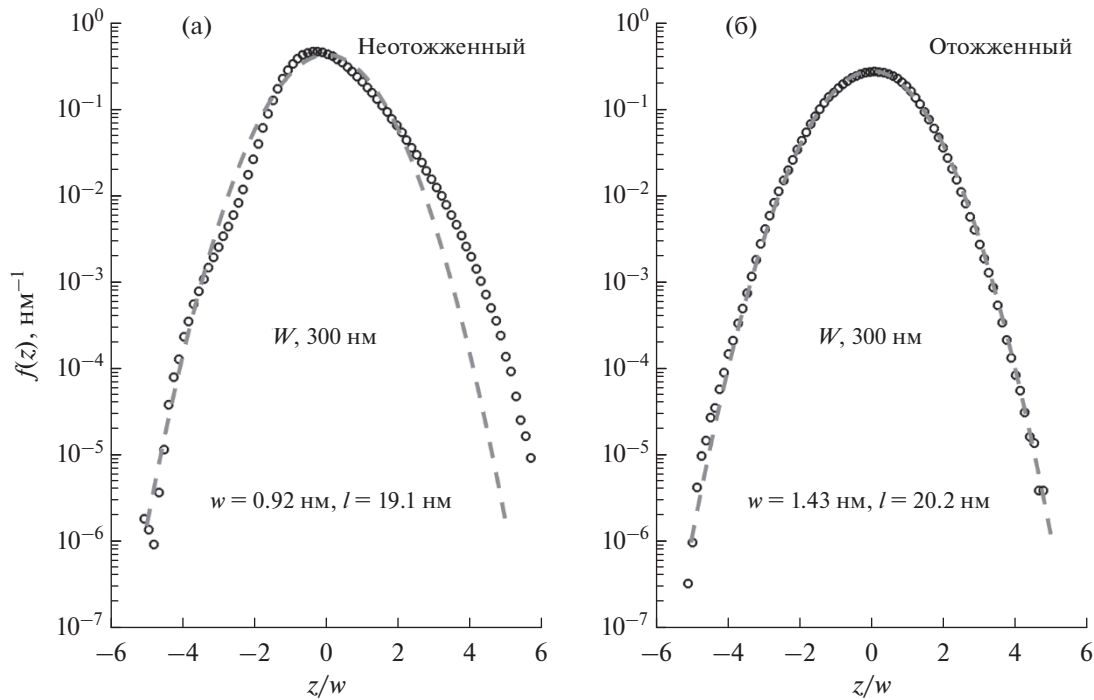 (а)
Неотожженный
10⁰
10⁻¹
10⁻²
10⁻³
10⁻⁴
10⁻⁵
10⁻⁶
10⁻⁷
f(z), нм⁻¹
W, 300 нм
w = 0.92 нм, l = 19.1 нм
−6 −4 −2 0 2 4 6
z/w
(б)
Отожженный
10⁰
10⁻¹
10⁻²
10⁻³
10⁻⁴
10⁻⁵
10⁻⁶
10⁻⁷
W, 300 нм
w = 1.43 нм, l = 20.2 нм
−6 −4 −2 0 2 4 6
z/w